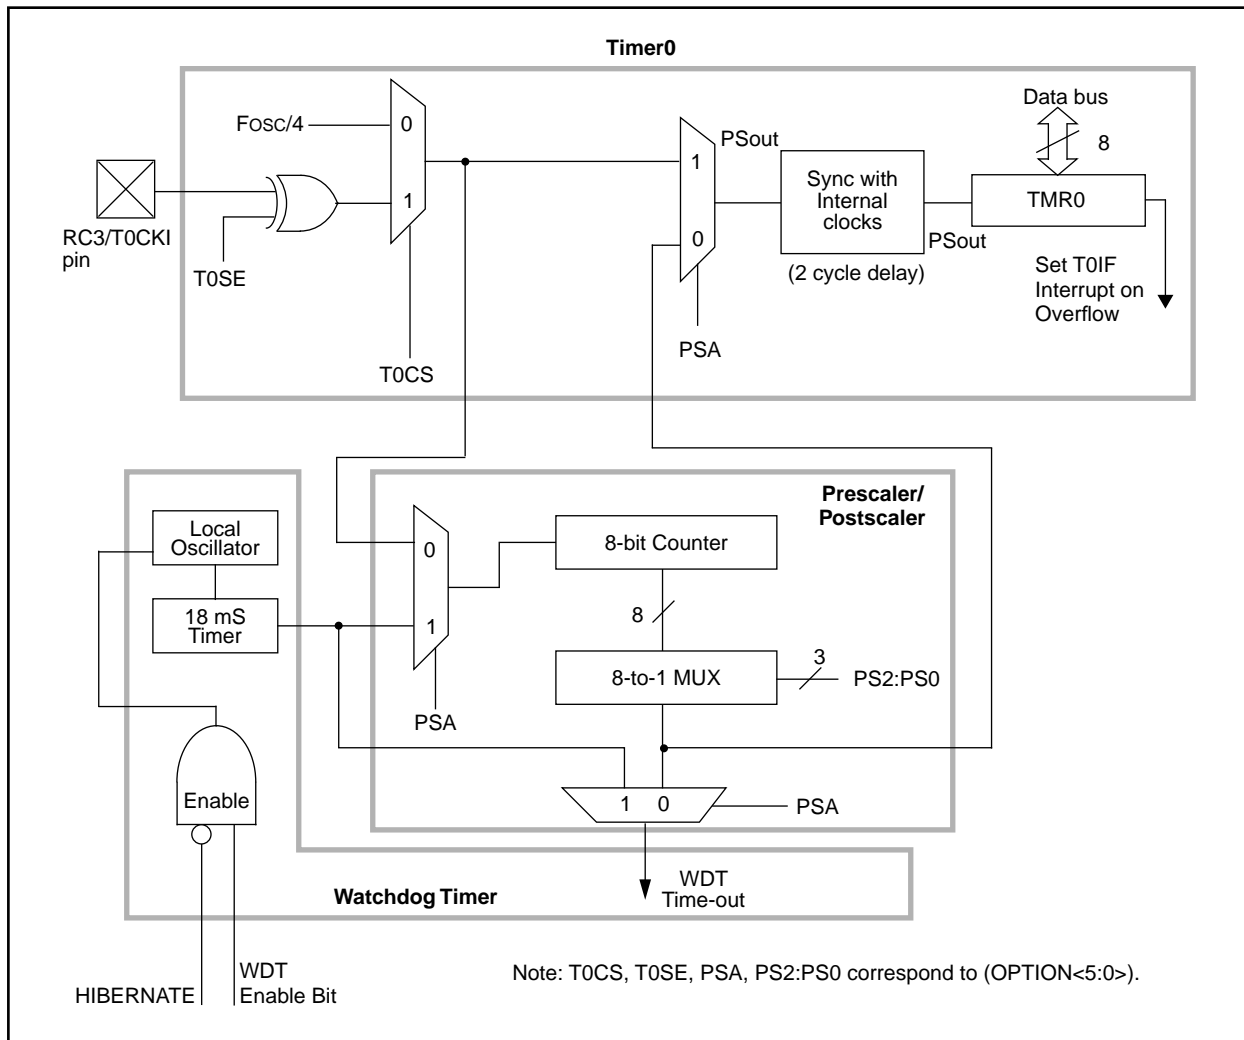 Timer0
Data bus
FOSC/4
0
PSout
8
1
Sync with
Internal
clocks
TMR0
1
0
RC3/T0CKI
pin
T0SE
PSout
(2 cycle delay)
Set T0IF
Interrupt on
Overflow
PSA
T0CS
Prescaler/
Postscaler
Local
Oscillator
0
8-bit Counter
18 mS
Timer
1
8
8-to-1 MUX
3
PS2:PS0
PSA
Enable
1 0
PSA
WDT
Time-out
Watchdog Timer
HIBERNATE
WDT
Enable Bit
Note: T0CS, T0SE, PSA, PS2:PS0 correspond to (OPTION<5:0>).